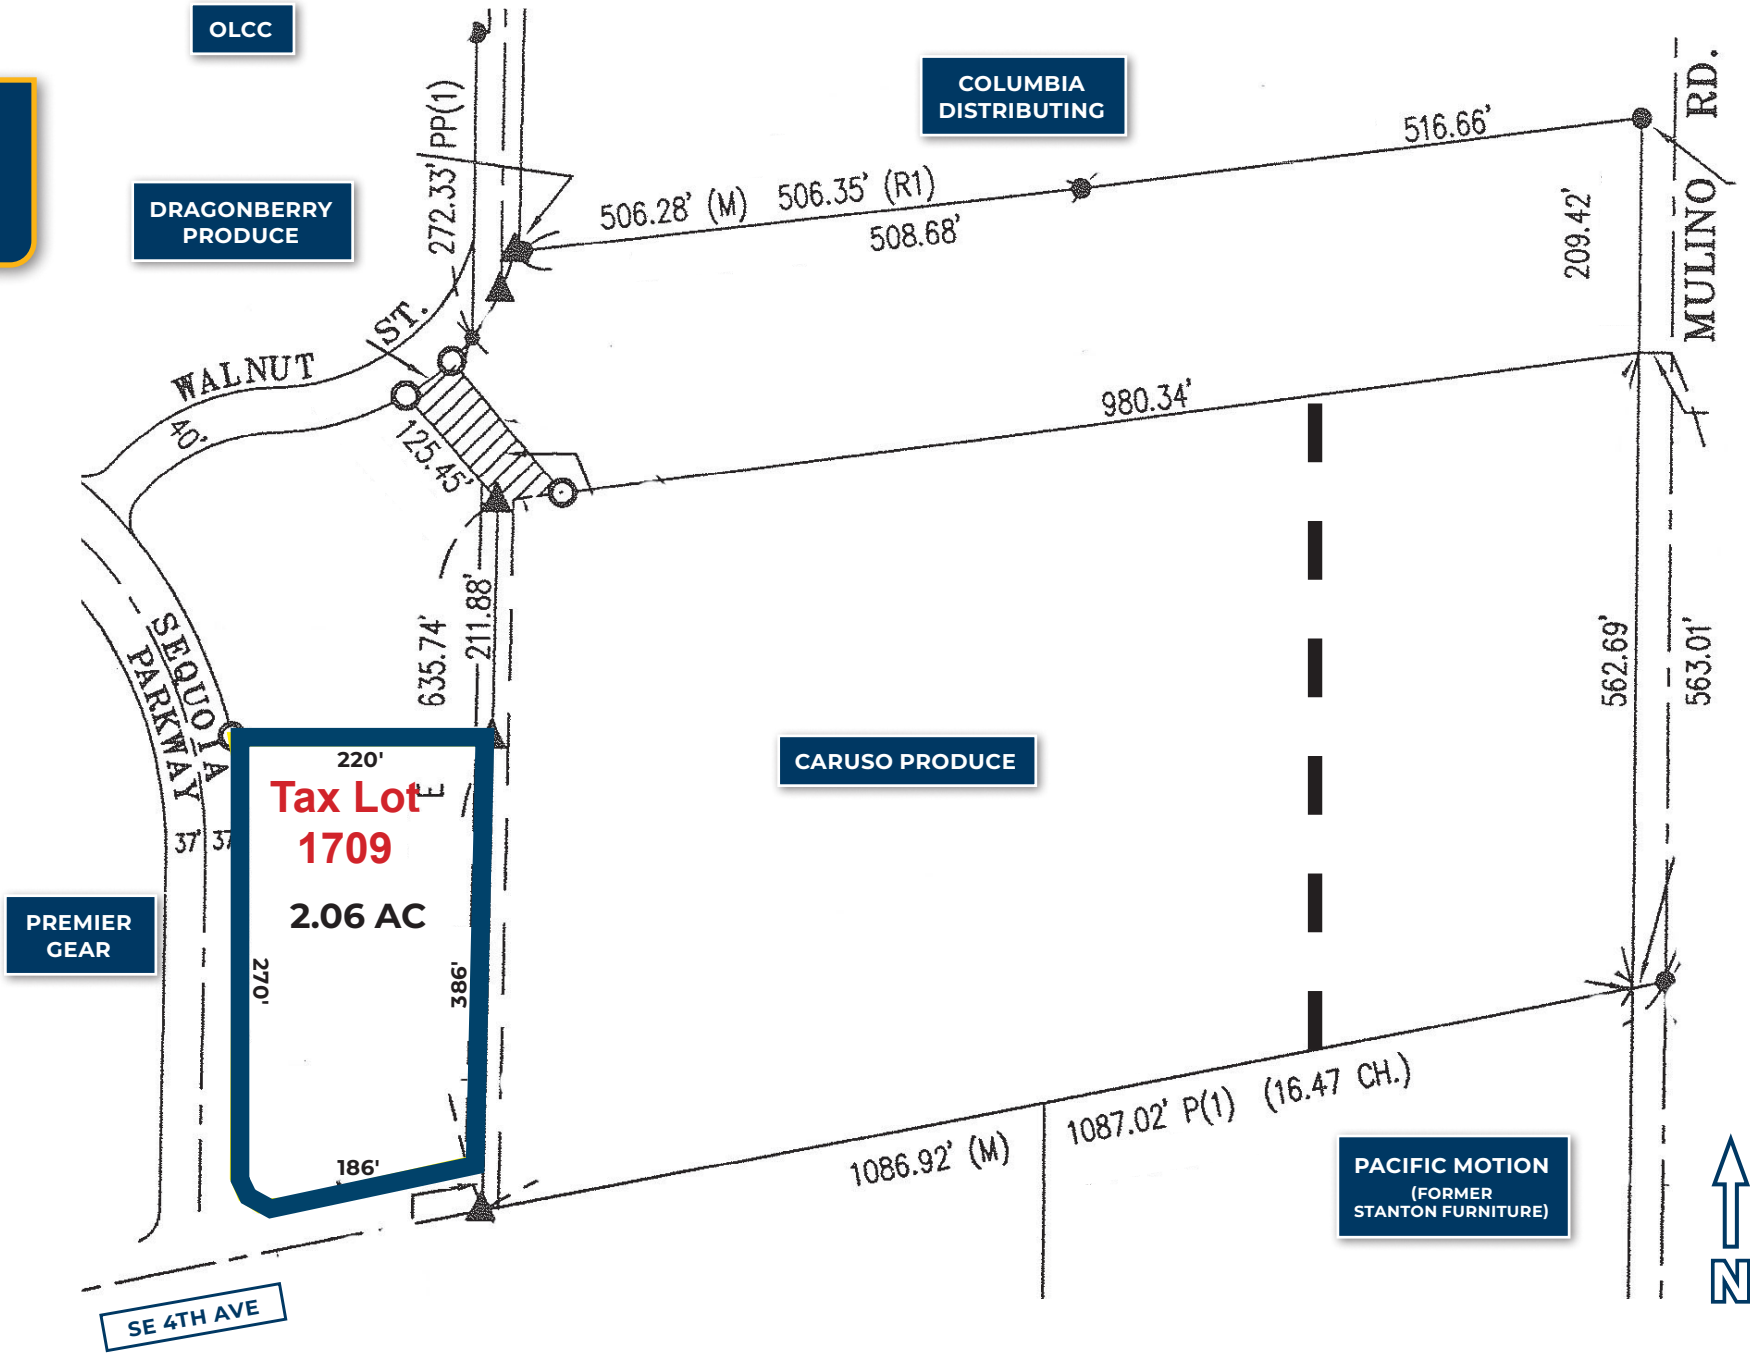 OLCC
COLUMBIA
DISTRIBUTING
DRAGONBERRY
PRODUCE
272.33' PP(1)
506.28' (M) 506.35' (R1)
508.68'
516.66'
209.42'
MULINO RD.
WALNUT ST.
40'
125.45'
980.34'
635.74'
211.88'
SEQUOIA
PARKWAY
562.69'
563.01'
220'
Tax Lot
1709
E
2.06 AC
37' 37
CARUSO PRODUCE
PREMIER
GEAR
270'
386'
186'
1086.92' (M)
1087.02' P(1) (16.47 CH.)
PACIFIC MOTION
(FORMER
STANTON FURNITURE)
SE 4TH AVE
N